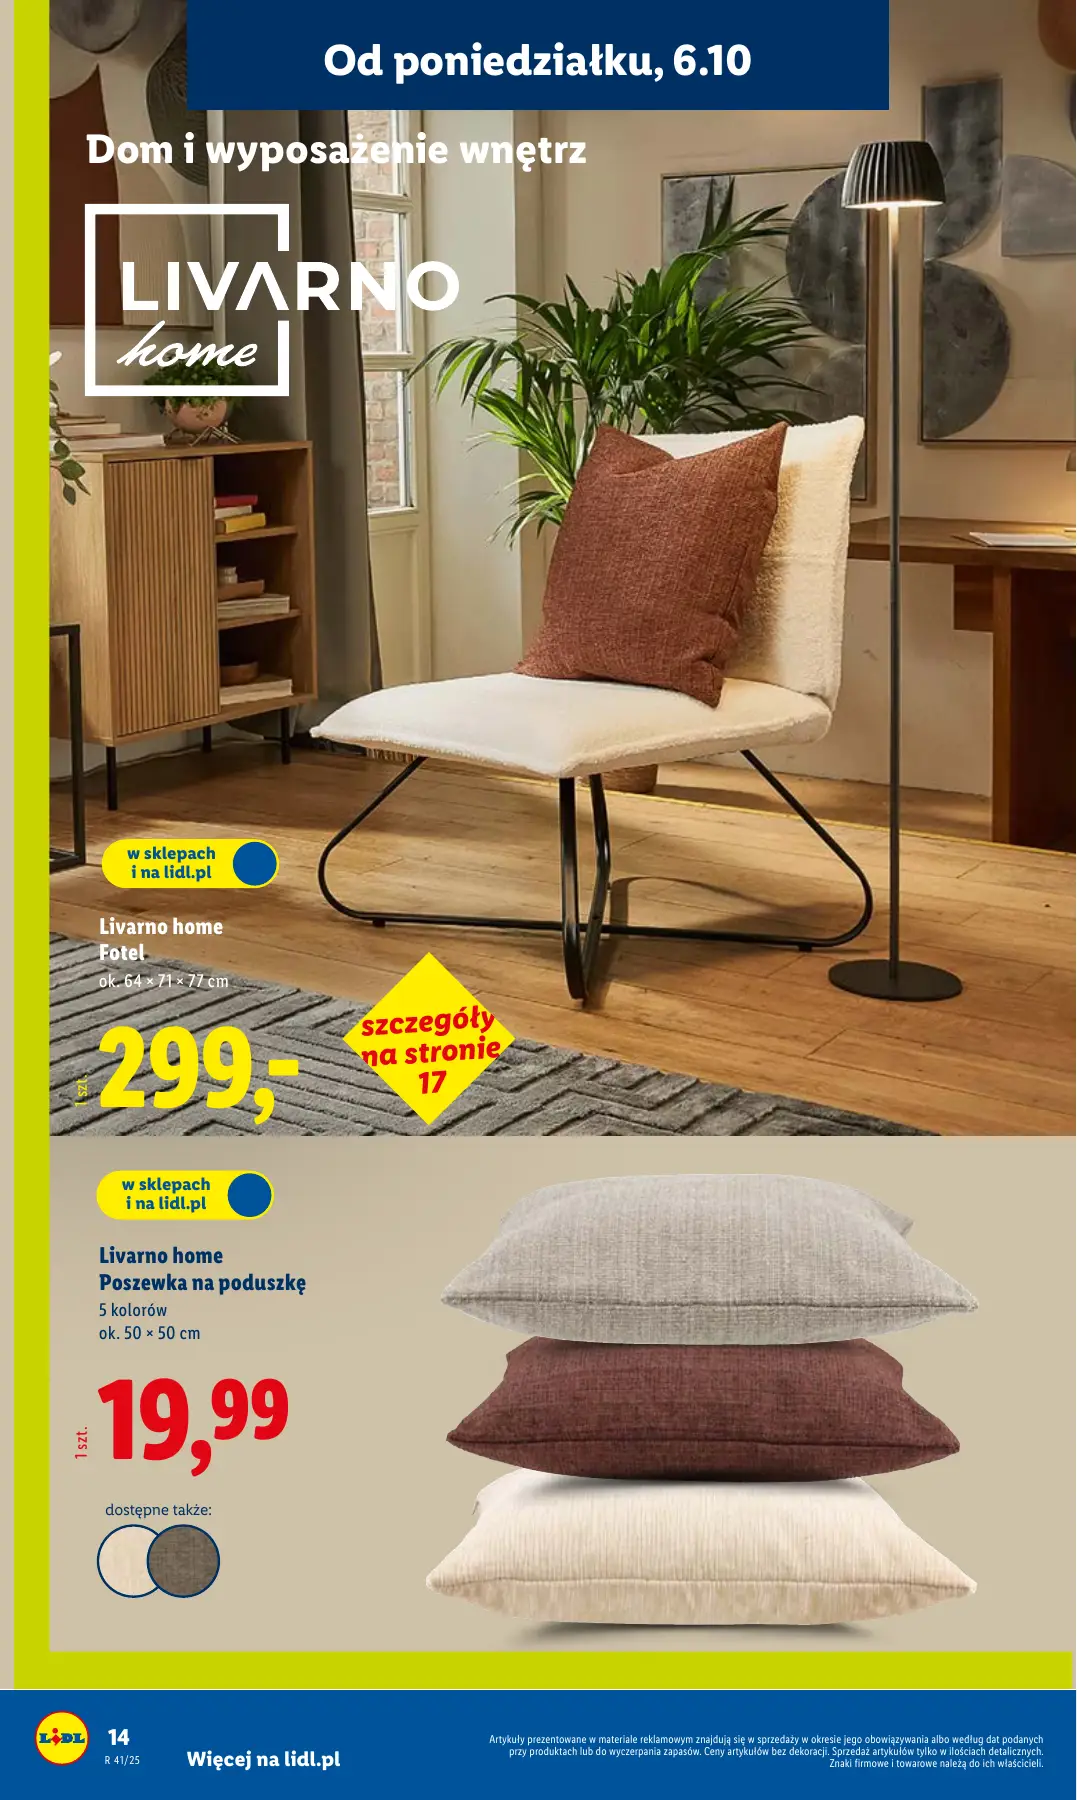 Od poniedziałku, 6.10
Dom i wyposażenie wnętrz
LIVARNO
home
w sklepach
i na lidl.pl
Livarno home
Fotel
ok. 64 × 71 × 77 cm
1 szt.
299,-
szczegóły
na stronie
17
w sklepach
i na lidl.pl
Livarno home
Poszewka na poduszkę
5 kolorów
ok. 50 × 50 cm
1 szt.
19,99
dostępne także:
LIDL
14
R 41/25
Więcej na lidl.pl
Artykuły prezentowane w materiale reklamowym znajdują się w sprzedaży w okresie jego obowiązywania albo według dat podanych
przy produktach lub do wyczerpania zapasów. Ceny artykułów bez dekoracji. Sprzedaż artykułów tylko w ilościach detalicznych.
Znaki firmowe i towarowe należą do ich właścicieli.